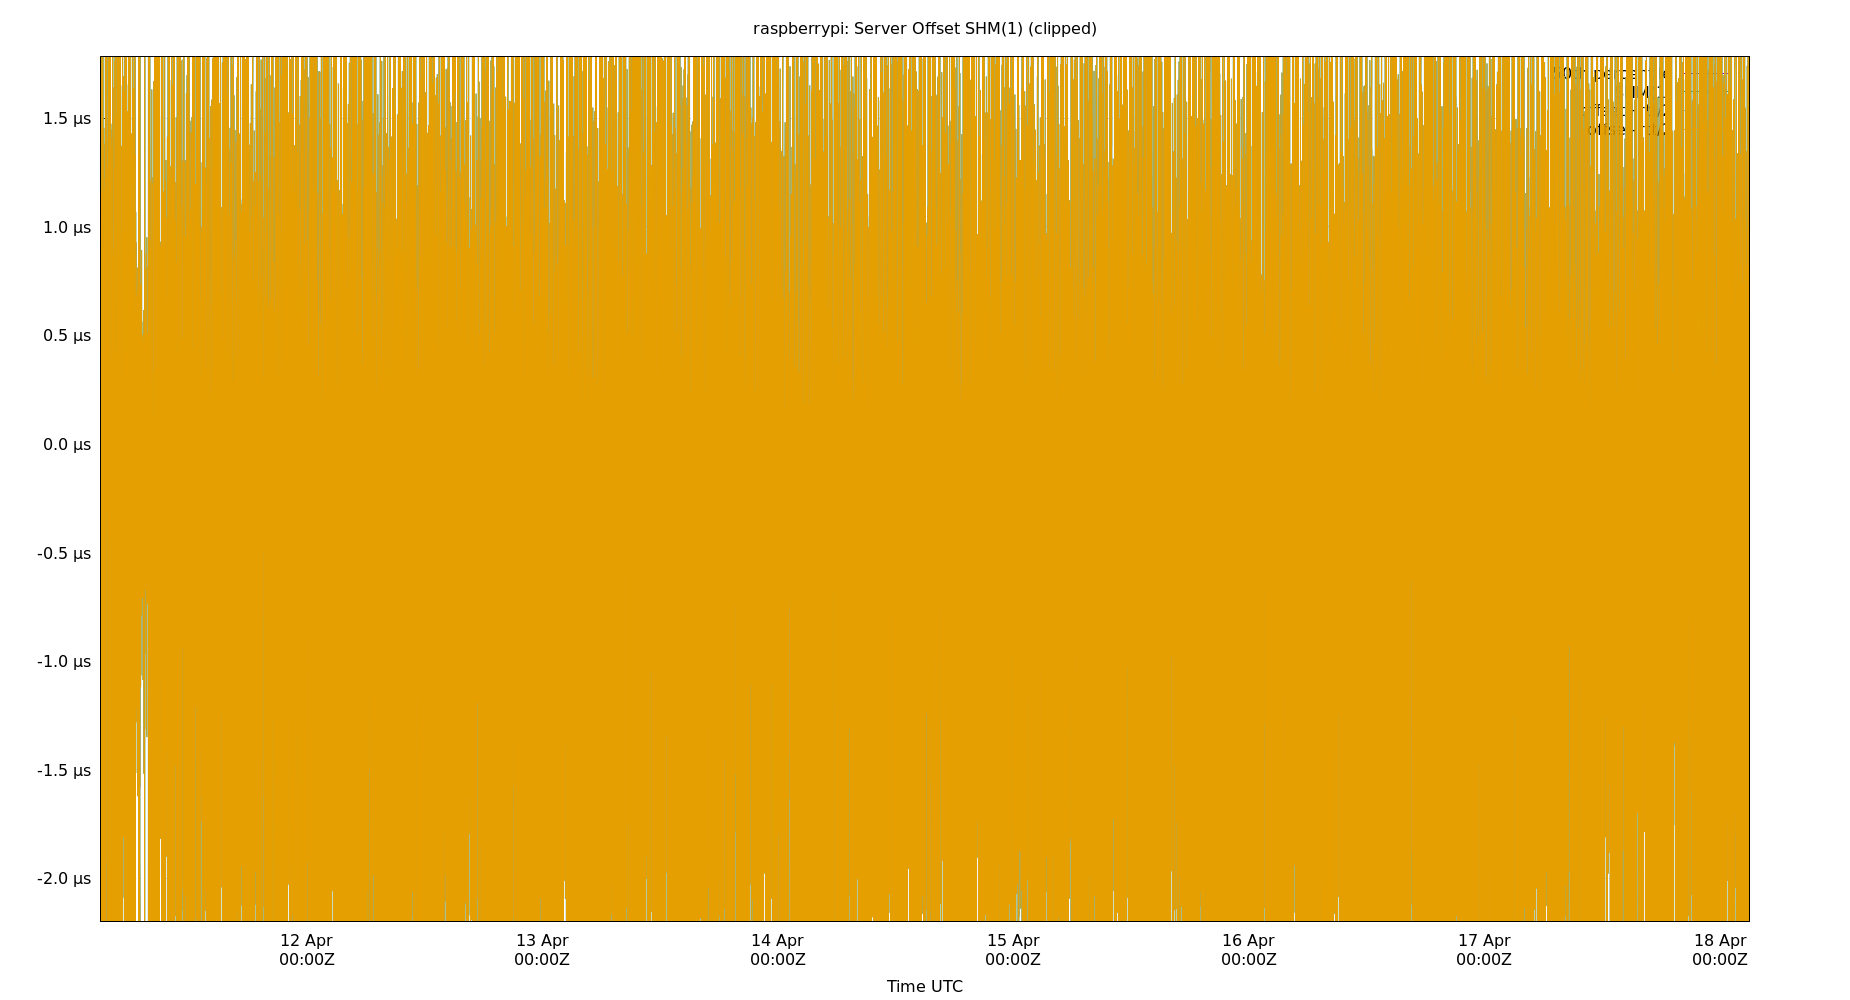 raspberrypi: Server Offset SHM(1) (clipped)
1.5 µs
1.0 µs
0.5 µs
0.0 µs
-0.5 µs
-1.0 µs
-1.5 µs
-2.0 µs
12 Apr 13 Apr 14 Apr 15 Apr 16 Apr 17 Apr 18 Apr
00:00Z 00:00Z 00:00Z 00:00Z 00:00Z 00:00Z 00:00Z
Time UTC